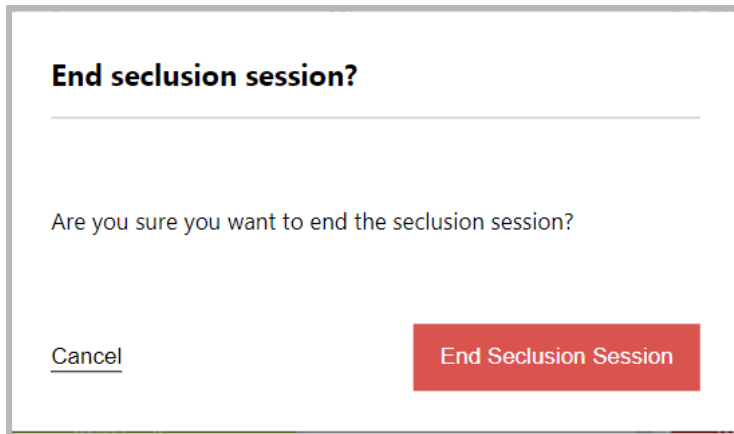 End seclusion session?
Are you sure you want to end the seclusion session?
Cancel
End Seclusion Session